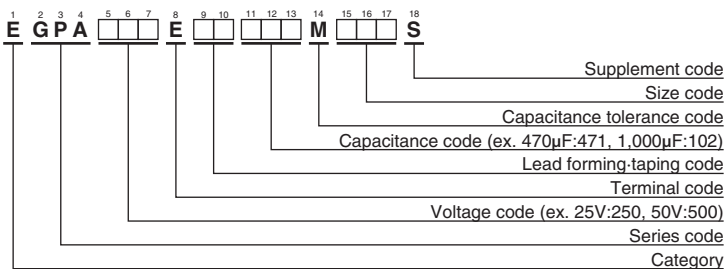 1 2 3 4 5 6 7 8 9 10 11 12 13 14 15 16 17 18
E G P A E M S
Supplement code
Size code
Capacitance tolerance code
Capacitance code (ex. 470µF:471, 1,000µF:102)
Lead forming·taping code
Terminal code
Voltage code (ex. 25V:250, 50V:500)
Series code
Category